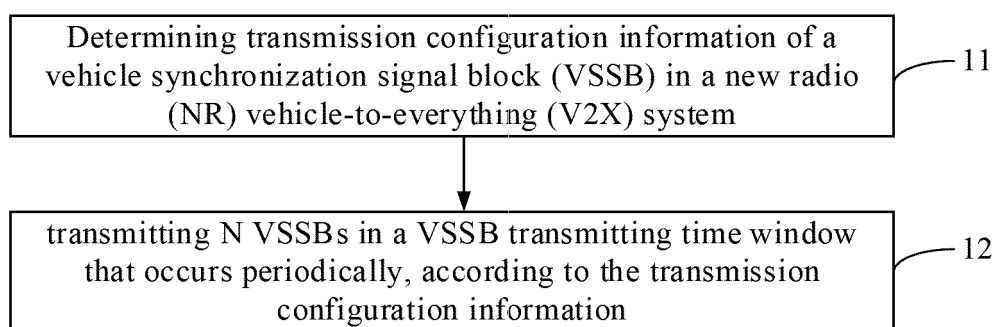 Determining transmission configuration information of a
vehicle synchronization signal block (VSSB) in a new radio
(NR) vehicle-to-everything (V2X) system
11
transmitting N VSSBs in a VSSB transmitting time window
that occurs periodically, according to the transmission
configuration information
12